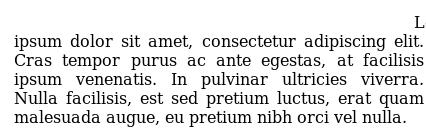 L
ipsum dolor sit amet, consectetur adipiscing elit.
Cras tempor purus ac ante egestas, at facilisis
ipsum venenatis. In pulvinar ultricies viverra.
Nulla facilisis, est sed pretium luctus, erat quam
malesuada augue, eu pretium nibh orci vel nulla.